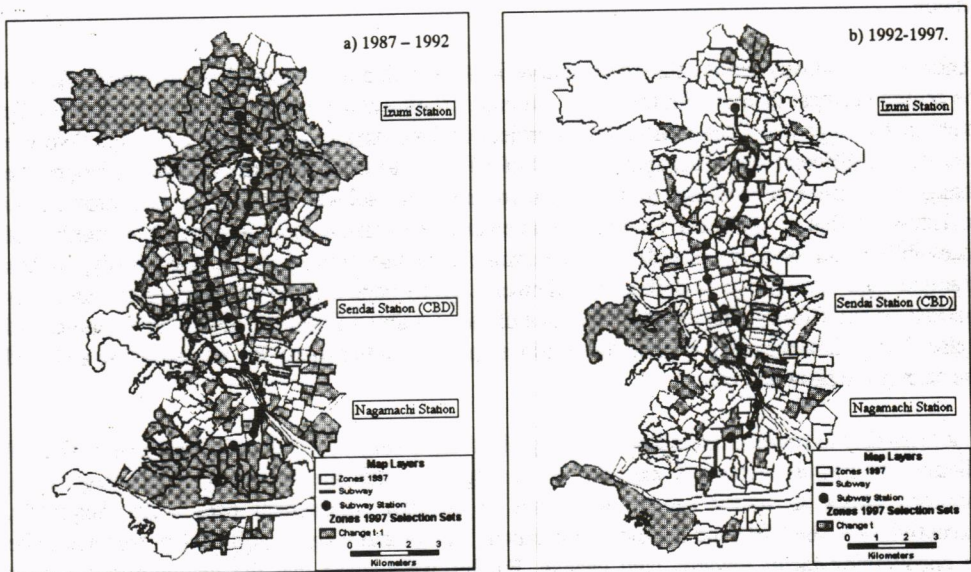 a) 1987 – 1992
Izumi Station
Sendai Station (CBD)
Nagamachi Station
Map Layers
Zones 1987
Subway
Subway Station
Zones 1997 Selection Sets
Change t-1
0 1 2 3
Kilometers
b) 1992-1997.
Izumi Station
Sendai Station (CBD)
Nagamachi Station
Map Layers
Zones 1997
Subway
Subway Station
Zones 1997 Selection Sets
Change t
0 1 2 3
Kilometers